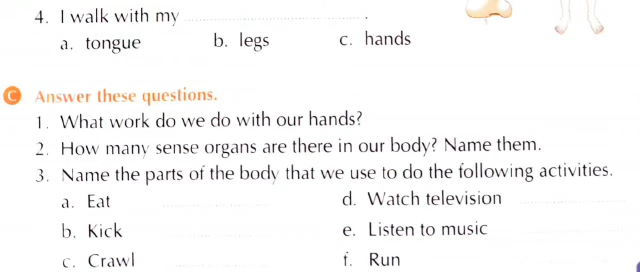 4. I walk with my ........................................ .
a. tongue b. legs c. hands
C Answer these questions.
1. What work do we do with our hands?
2. How many sense organs are there in our body? Name them.
3. Name the parts of the body that we use to do the following activities.
a. Eat .................... d. Watch television ....................
b. Kick .................... e. Listen to music ....................
c. Crawl .................... f. Run ....................